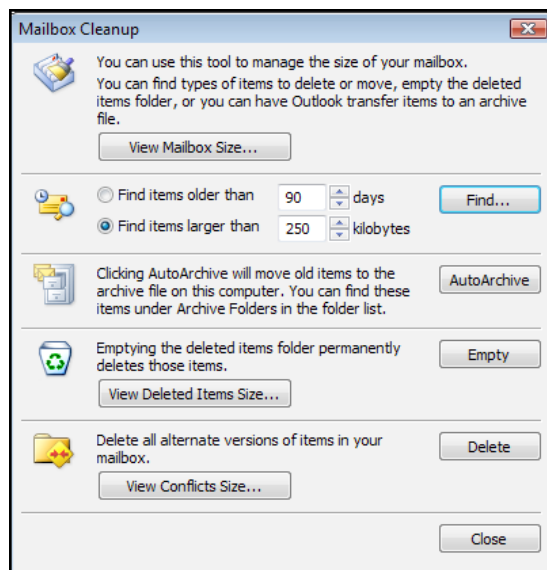 Mailbox Cleanup
You can use this tool to manage the size of your mailbox.
You can find types of items to delete or move, empty the deleted
items folder, or you can have Outlook transfer items to an archive
file.
View Mailbox Size...
Find items older than 90 days
Find...
Find items larger than 250 kilobytes
Clicking AutoArchive will move old items to the
archive file on this computer. You can find these
items under Archive Folders in the folder list.
AutoArchive
Emptying the deleted items folder permanently
deletes those items.
Empty
View Deleted Items Size...
Delete all alternate versions of items in your
mailbox.
Delete
View Conflicts Size...
Close